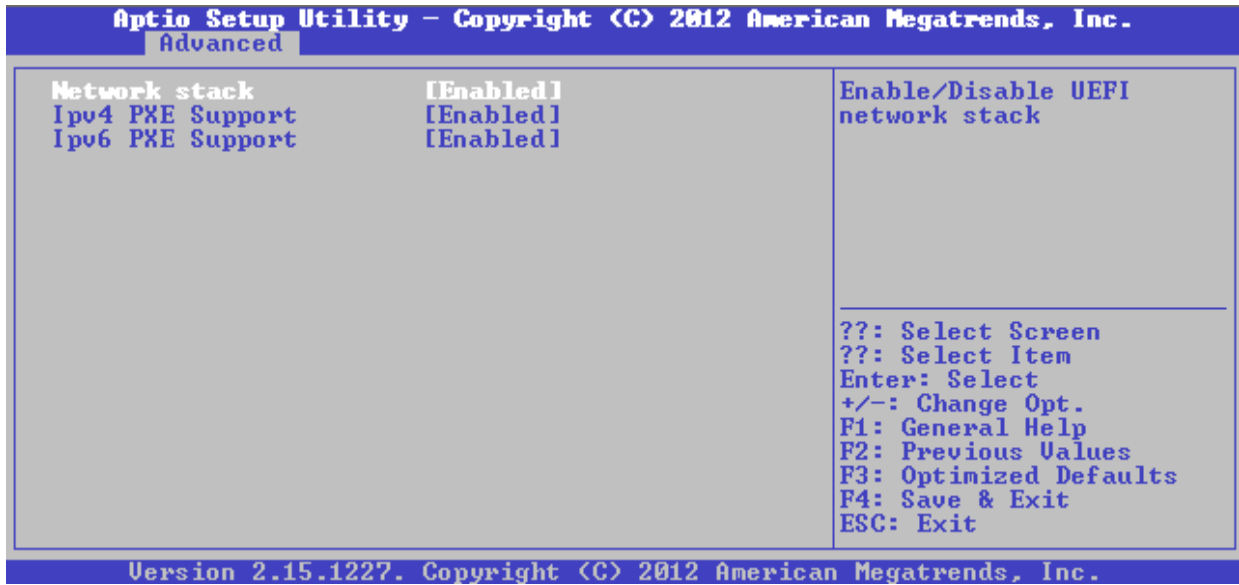 Aptio Setup Utility - Copyright (C) 2012 American Megatrends, Inc.
Advanced
Network stack [Enabled]
Ipv4 PXE Support [Enabled]
Ipv6 PXE Support [Enabled]
Enable/Disable UEFI
network stack
??: Select Screen
??: Select Item
Enter: Select
+/-: Change Opt.
F1: General Help
F2: Previous Values
F3: Optimized Defaults
F4: Save & Exit
ESC: Exit
Version 2.15.1227. Copyright (C) 2012 American Megatrends, Inc.